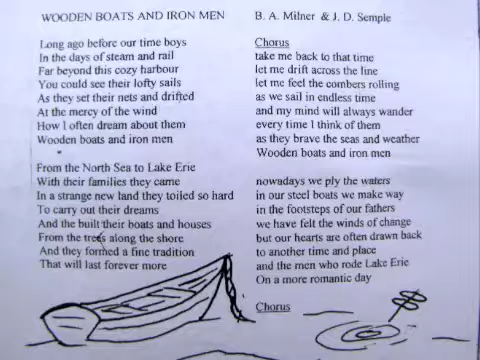 WOODEN BOATS AND IRON MEN
B. A. Milner & J. D. Semple
Long ago before our time boys
In the days of steam and rail
Far beyond this cozy harbour
You could see their lofty sails
As they set their nets and drifted
At the mercy of the wind
How I often dream about them
Wooden boats and iron men
From the North Sea to Lake Erie
With their families they came
In a strange new land they toiled so hard
To carry out their dreams
And the built their boats and houses
From the trees along the shore
And they formed a fine tradition
That will last forever more
Chorus
take me back to that time
let me drift across the line
let me feel the combers rolling
as we sail in endless time
and my mind will always wander
every time I think of them
as they brave the seas and weather
Wooden boats and iron men
nowadays we ply the waters
in our steel boats we make way
in the footsteps of our fathers
we have felt the winds of change
but our hearts are often drawn back
to another time and place
and the men who rode Lake Erie
On a more romantic day
Chorus